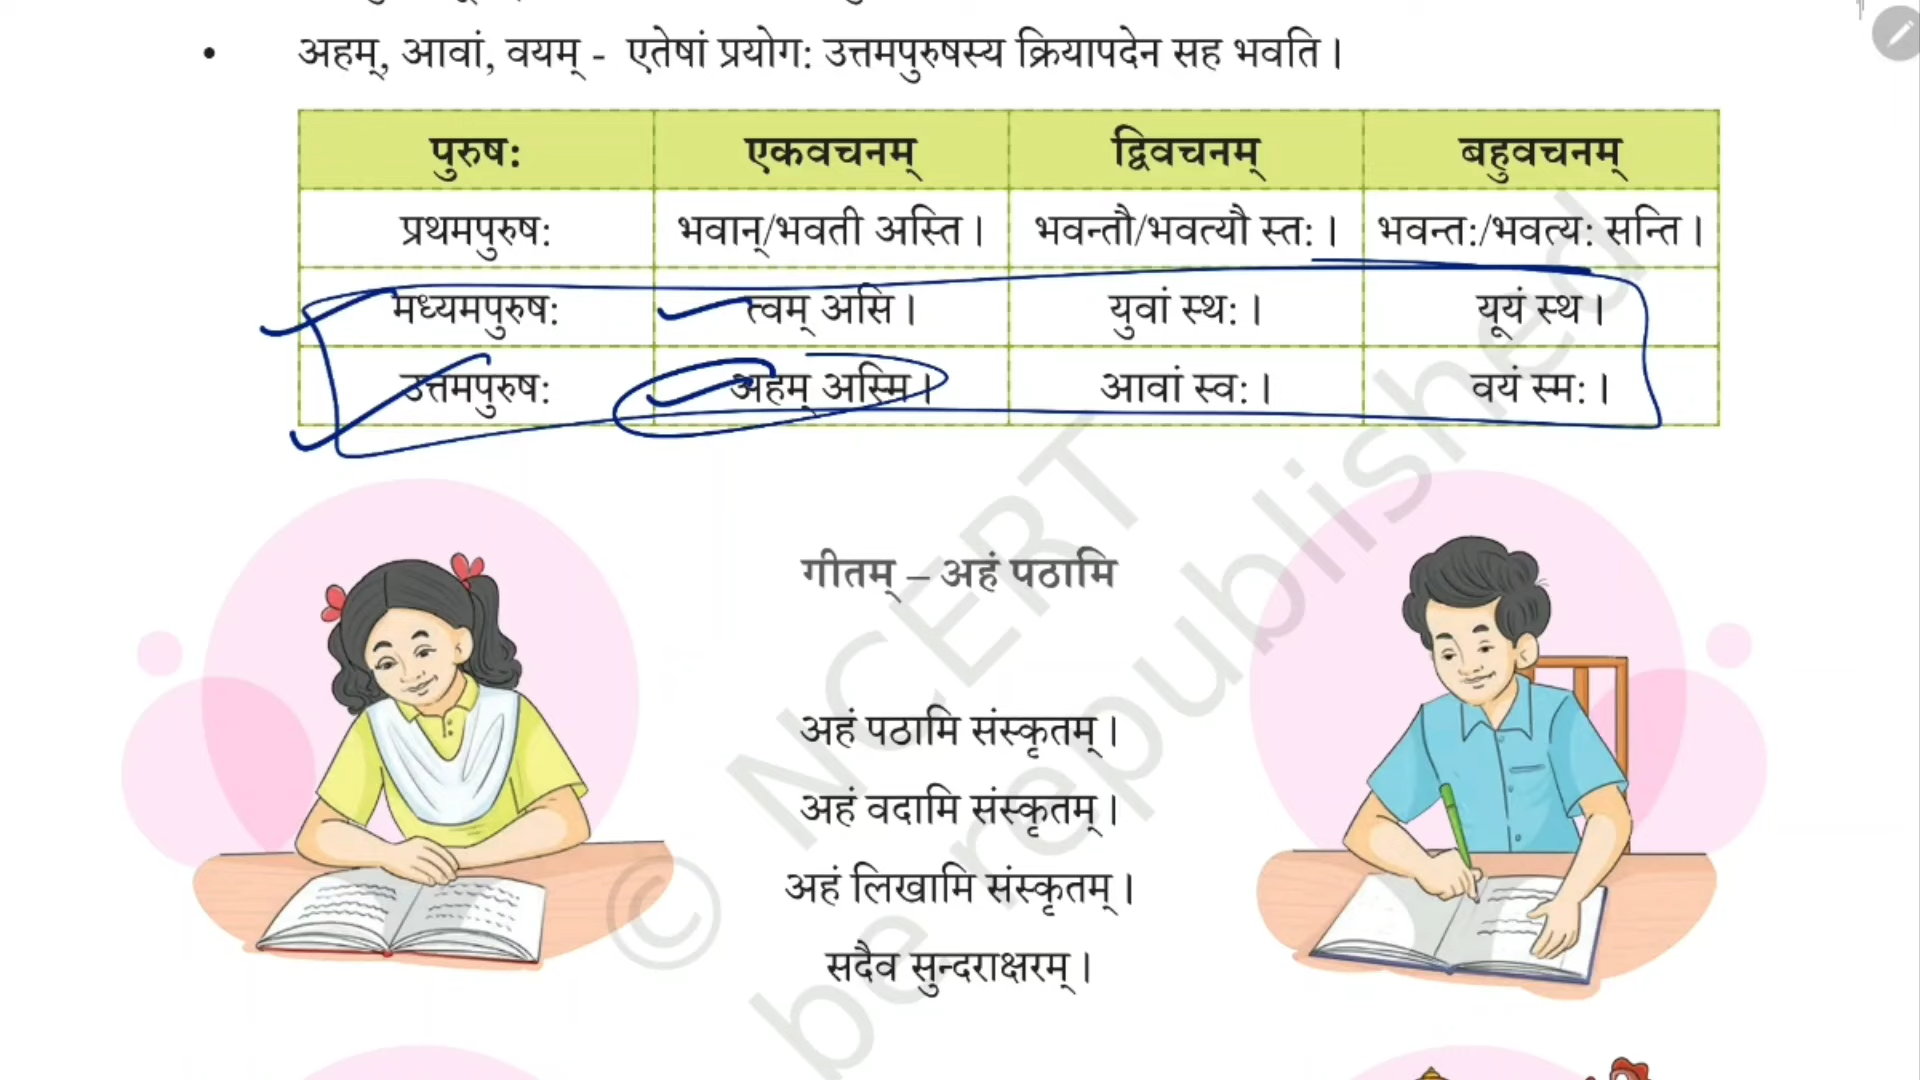 • अहम्, आवां, वयम् - एतेषां प्रयोग: उत्तमपुरुषस्य क्रियापदेन सह भवति।
पुरुष: एकवचनम् द्विवचनम् बहुवचनम्
प्रथमपुरुष: भवान्/भवती अस्ति। भवन्तौ/भवत्यौ स्त:। भवन्त:/भवत्य: सन्ति।
मध्यमपुरुष: त्वम् असि। युवां स्थ:। यूयं स्थ।
उत्तमपुरुष: अहम् अस्मि। आवां स्व:। वयं स्म:।
गीतम् – अहं पठामि
अहं पठामि संस्कृतम्।
अहं वदामि संस्कृतम्।
अहं लिखामि संस्कृतम्।
सदैव सुन्दराक्षरम्।
© NCERT
be republished